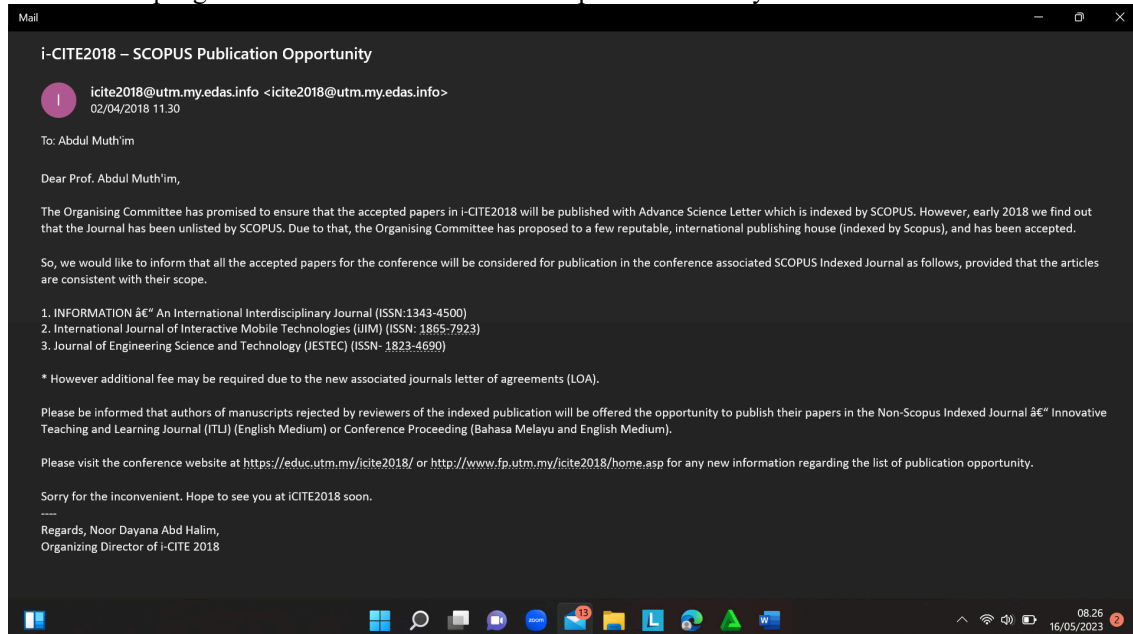 Mail
i-CITE2018 – SCOPUS Publication Opportunity
I
icite2018@utm.my.edas.info <icite2018@utm.my.edas.info>
02/04/2018 11.30
To: Abdul Muth'im
Dear Prof. Abdul Muth'im,
The Organising Committee has promised to ensure that the accepted papers in i-CITE2018 will be published with Advance Science Letter which is indexed by SCOPUS. However, early 2018 we find out
that the Journal has been unlisted by SCOPUS. Due to that, the Organising Committee has proposed to a few reputable, international publishing house (indexed by Scopus), and has been accepted.
So, we would like to inform that all the accepted papers for the conference will be considered for publication in the conference associated SCOPUS Indexed Journal as follows, provided that the articles
are consistent with their scope.
1. INFORMATION â€“ An International Interdisciplinary Journal (ISSN:1343-4500)
2. International Journal of Interactive Mobile Technologies (iJIM) (ISSN: 1865-7923)
3. Journal of Engineering Science and Technology (JESTEC) (ISSN- 1823-4690)
* However additional fee may be required due to the new associated journals letter of agreements (LOA).
Please be informed that authors of manuscripts rejected by reviewers of the indexed publication will be offered the opportunity to publish their papers in the Non-Scopus Indexed Journal â€“ Innovative
Teaching and Learning Journal (ITLJ) (English Medium) or Conference Proceeding (Bahasa Melayu and English Medium).
Please visit the conference website at https://educ.utm.my/icite2018/ or http://www.fp.utm.my/icite2018/home.asp for any new information regarding the list of publication opportunity.
Sorry for the inconvenient. Hope to see you at iCITE2018 soon.
----
Regards, Noor Dayana Abd Halim,
Organizing Director of i-CITE 2018
zoom
13
L
W
08.26
16/05/2023
2